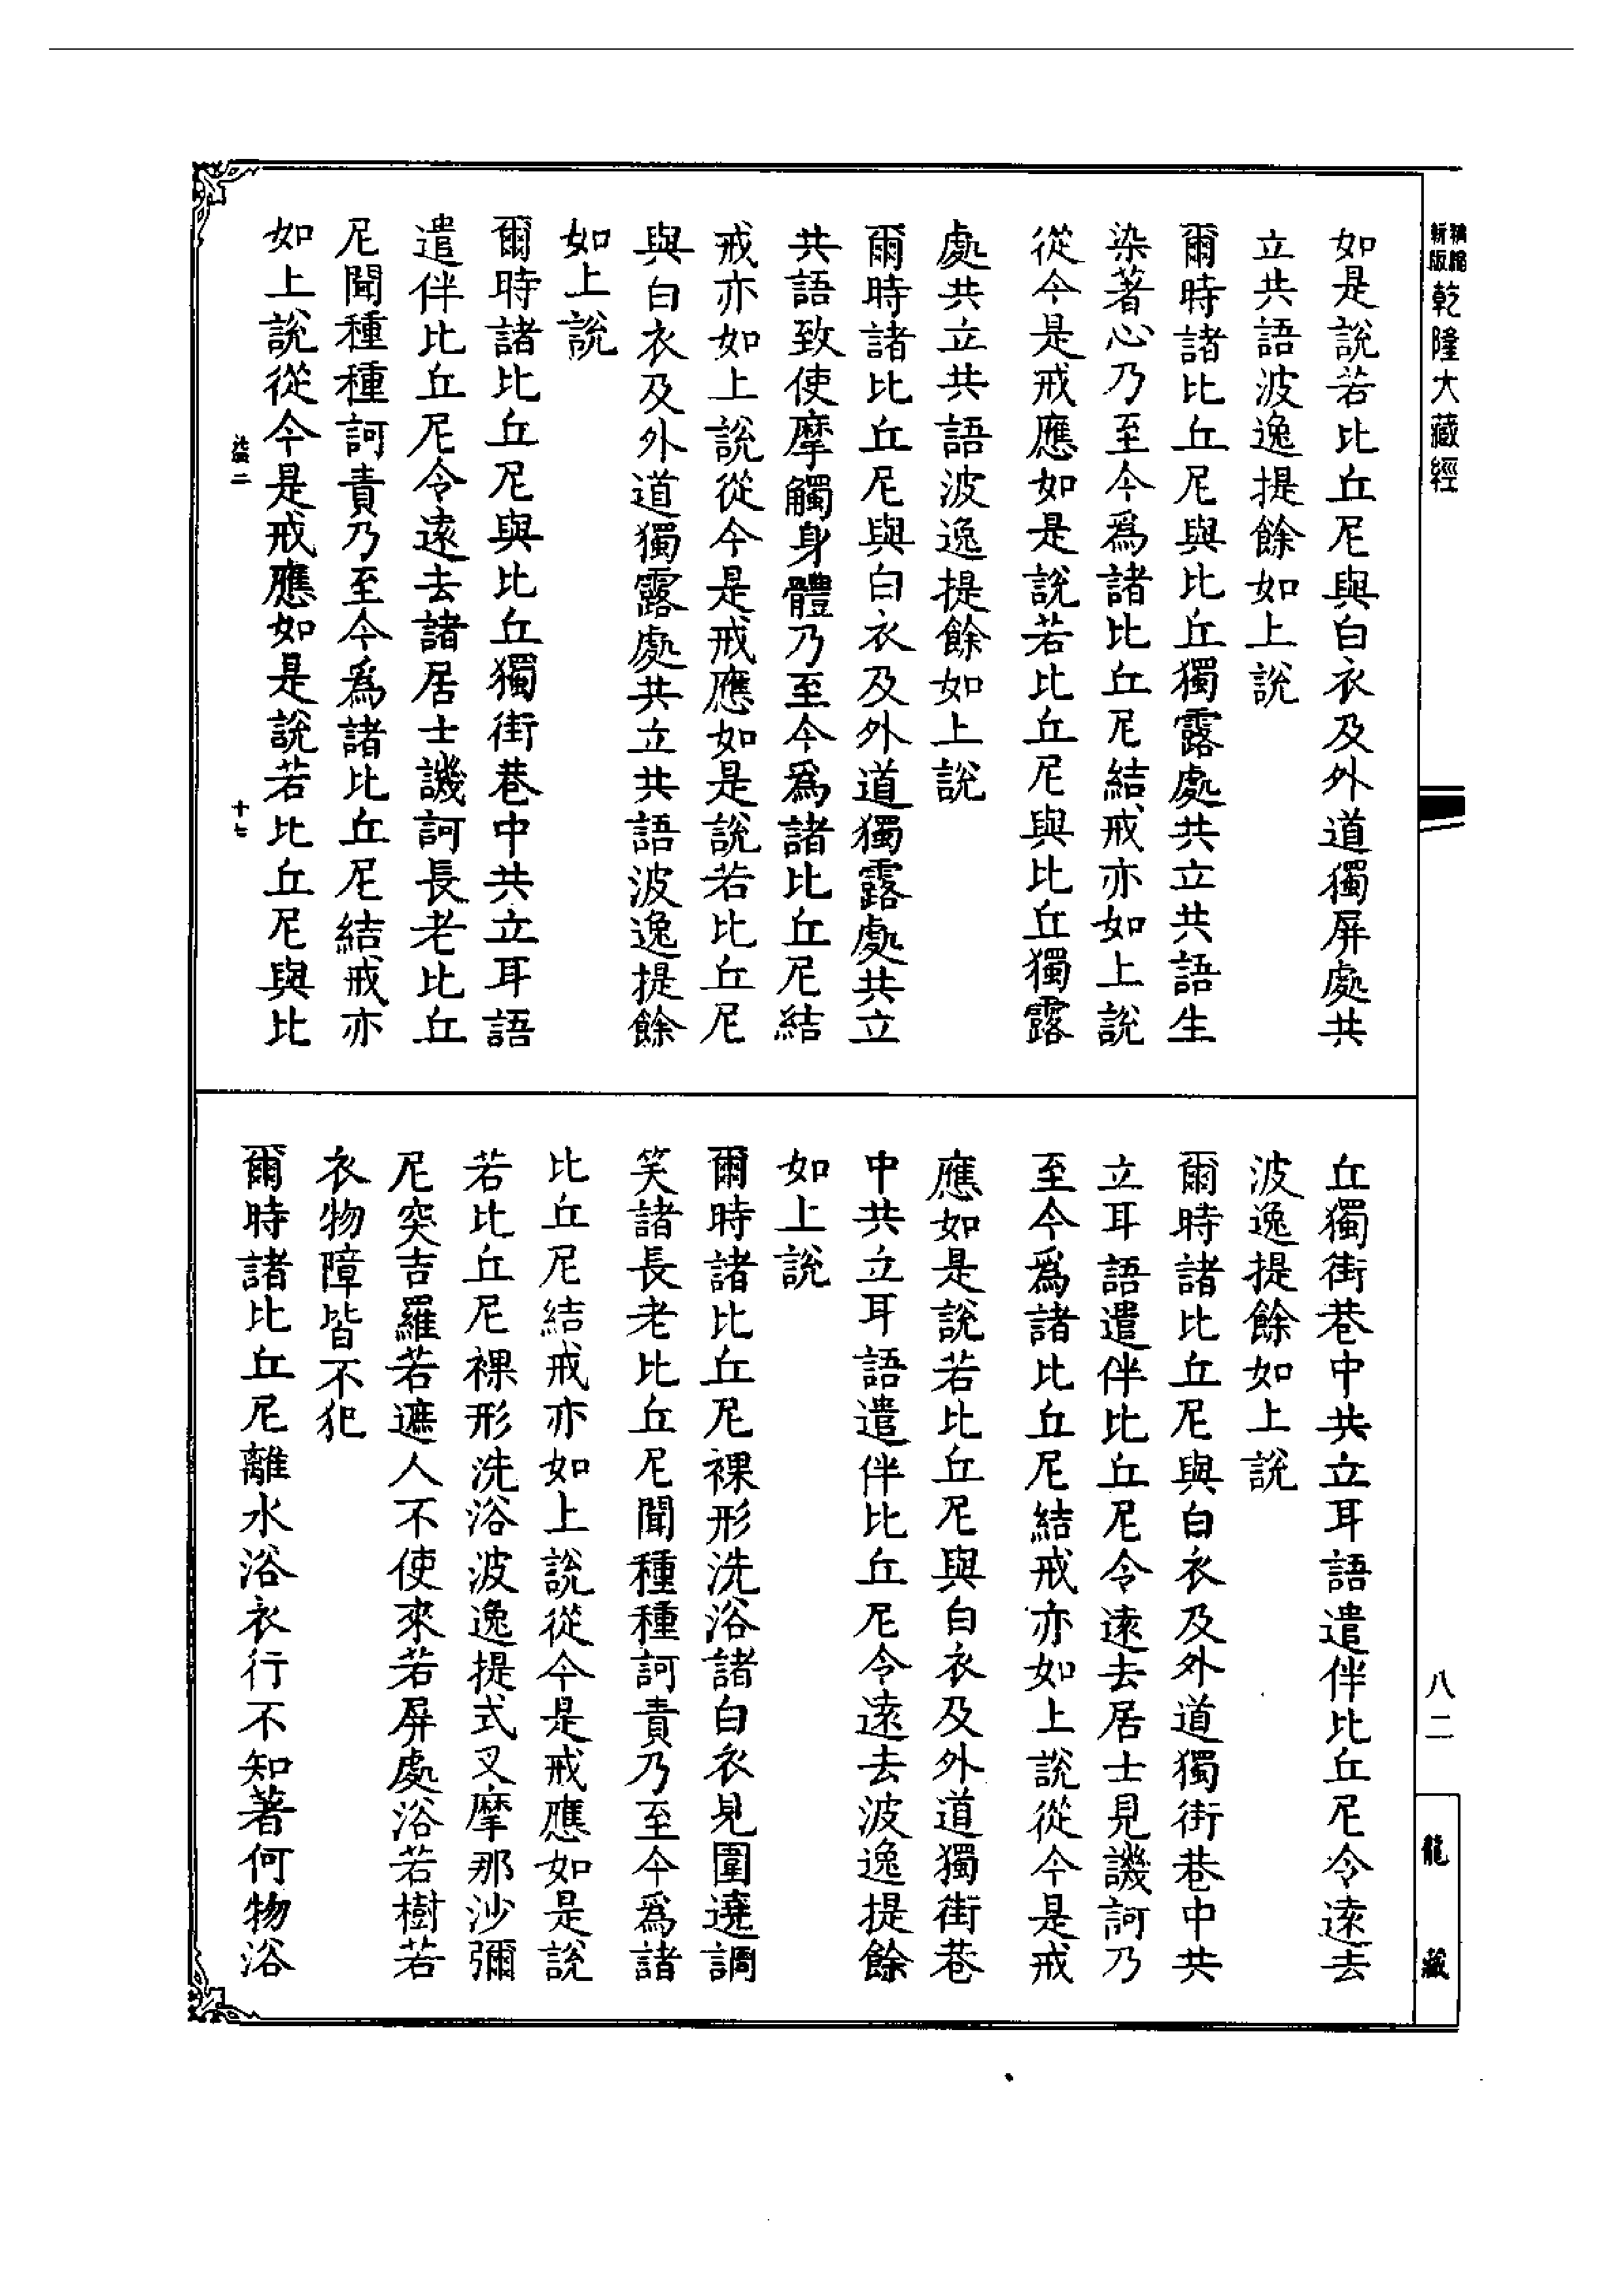 精縮
新版
乾隆大藏經
如是說若比丘尼與白衣及外道獨屏處共
立共語波逸提餘如上說
爾時諸比丘尼與比丘獨露處共立共語生
染著心乃至今爲諸比丘尼結戒亦如上說
從今是戒應如是說若比丘尼與比丘獨露
處共立共語波逸提餘如上說
爾時諸比丘尼與白衣及外道獨露處共立
共語致使摩觸身體乃至今爲諸比丘尼結
戒亦如上說從今是戒應如是說若比丘尼
與白衣及外道獨露處共立共語波逸提餘
如上說
爾時諸比丘尼與比丘獨街巷中共立耳語
遣伴比丘尼令遠去諸居士譏訶長老比丘
尼聞種種訶責乃至今爲諸比丘尼結戒亦
如上說從今是戒應如是說若比丘尼與比
十七
丘獨街巷中共立耳語遣伴比丘尼令遠去
波逸提餘如上說
爾時諸比丘尼與白衣及外道獨街巷中共
立耳語遣伴比丘尼令遠去居士見譏訶乃
至今爲諸比丘尼結戒亦如上說從今是戒
應如是說若比丘尼與白衣及外道獨街巷
中共立耳語遣伴比丘尼令遠去波逸提餘
如上說
爾時諸比丘尼裸形洗浴諸白衣見圍遶調
笑諸長老比丘尼聞種種訶責乃至今爲諸
比丘尼結戒亦如上說從今是戒應如是說
若比丘尼裸形洗浴波逸提式叉摩那沙彌
尼突吉羅若遮人不使來若屏處浴若樹若
衣物障皆不犯
爾時諸比丘尼離水浴衣行不知著何物浴
八二
龍藏